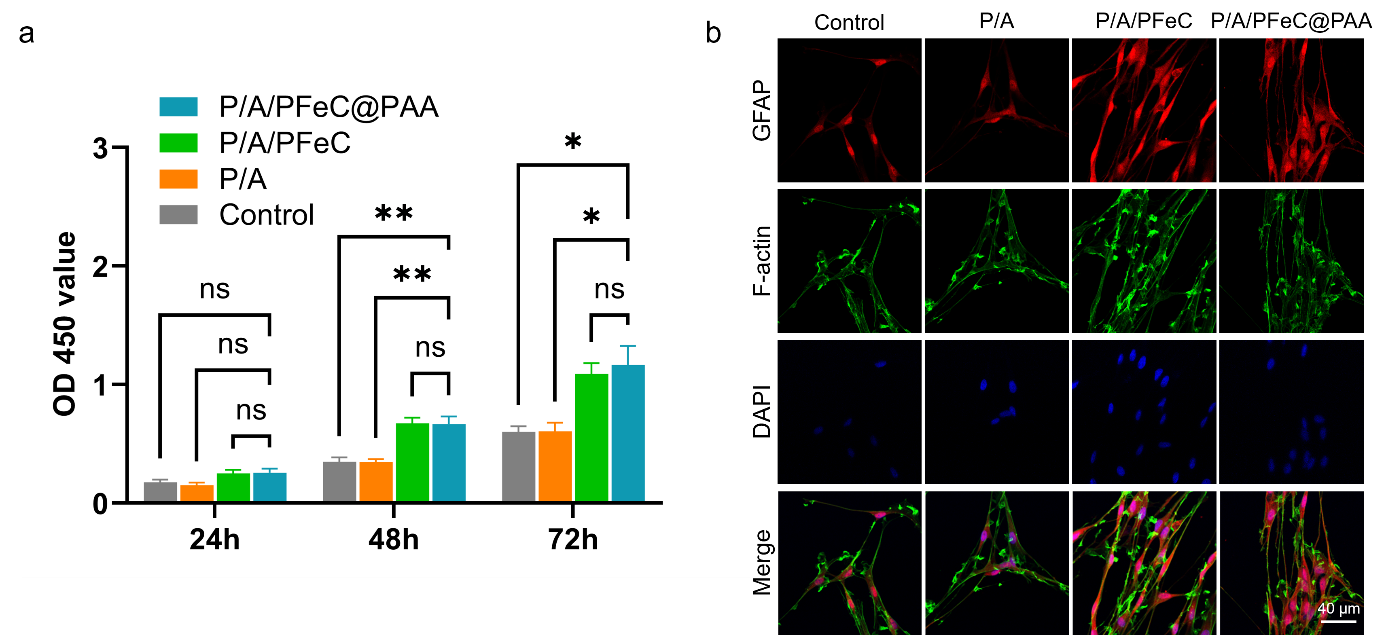 a
P/A/PFeC@PAA
P/A/PFeC
P/A
Control
OD 450 value
3
2
1
0
ns
ns
ns
**
**
ns
*
*
ns
24h
48h
72h
b
Control
P/A
P/A/PFeC
P/A/PFeC@PAA
GFAP
F-actin
DAPI
Merge
40 μm